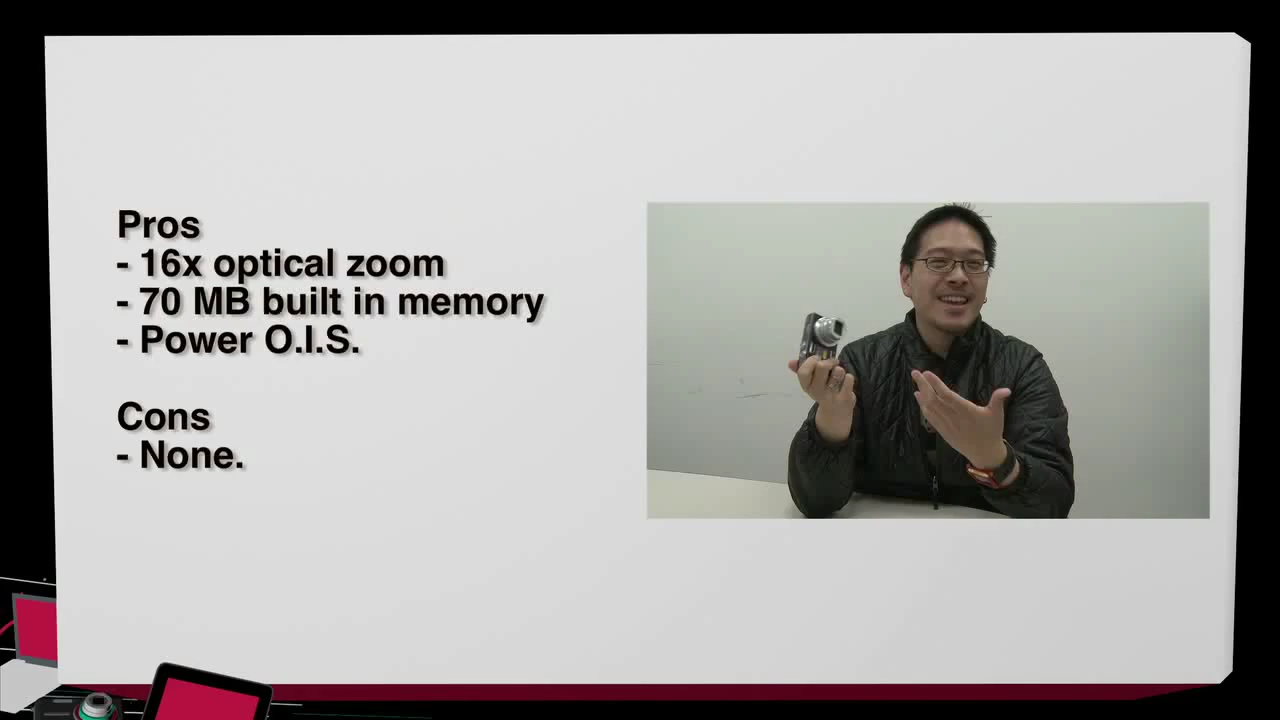 Pros
- 16x optical zoom
- 70 MB built in memory
- Power O.I.S.
Cons
- None.